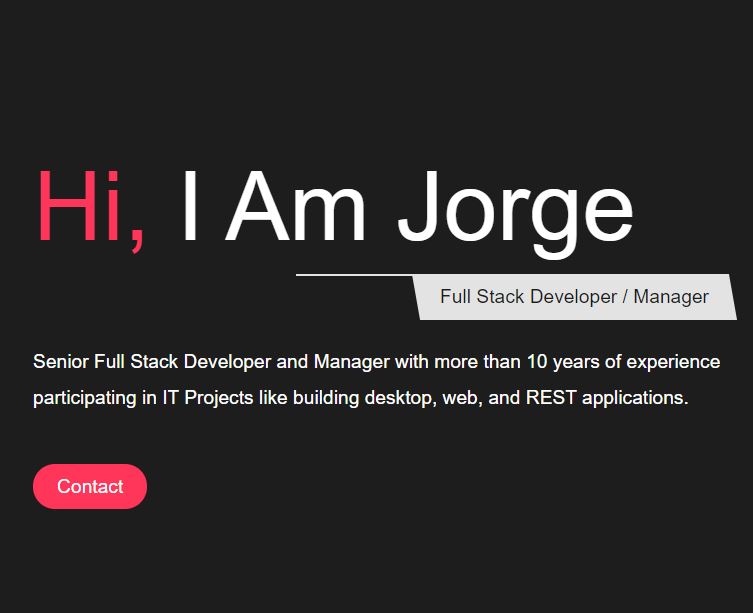 Hi, I Am Jorge
Full Stack Developer / Manager
Senior Full Stack Developer and Manager with more than 10 years of experience
participating in IT Projects like building desktop, web, and REST applications.
Contact